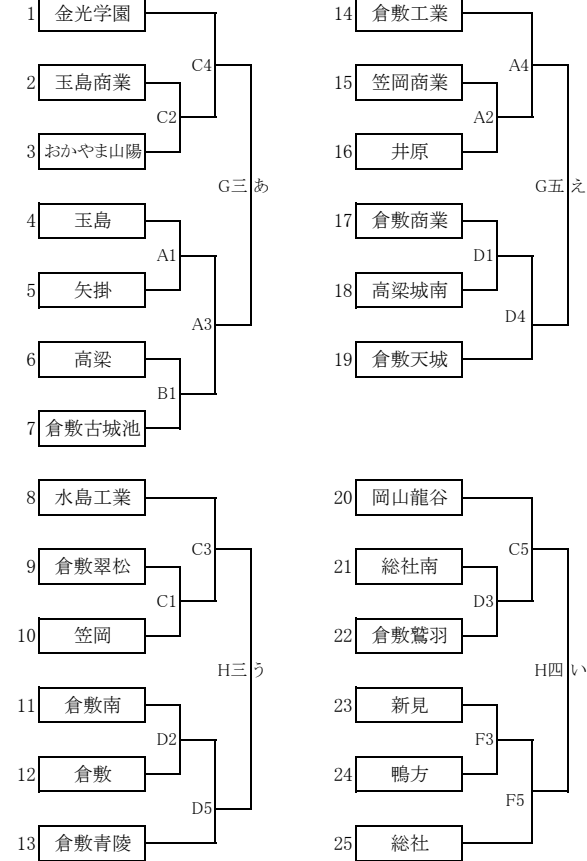 1 金光学園
C4
2 玉島商業
C2
3 おかやま山陽
G三 あ
4 玉島
A1
5 矢掛
A3
6 高梁
B1
7 倉敷古城池
8 水島工業
C3
9 倉敷翠松
C1
10 笠岡
H三 う
11 倉敷南
D2
12 倉敷
D5
13 倉敷青陵
14 倉敷工業
A4
15 笠岡商業
A2
16 井原
G五 え
17 倉敷商業
D1
18 高梁城南
D4
19 倉敷天城
20 岡山龍谷
C5
21 総社南
D3
22 倉敷鷲羽
H四 い
23 新見
F3
24 鴨方
F5
25 総社